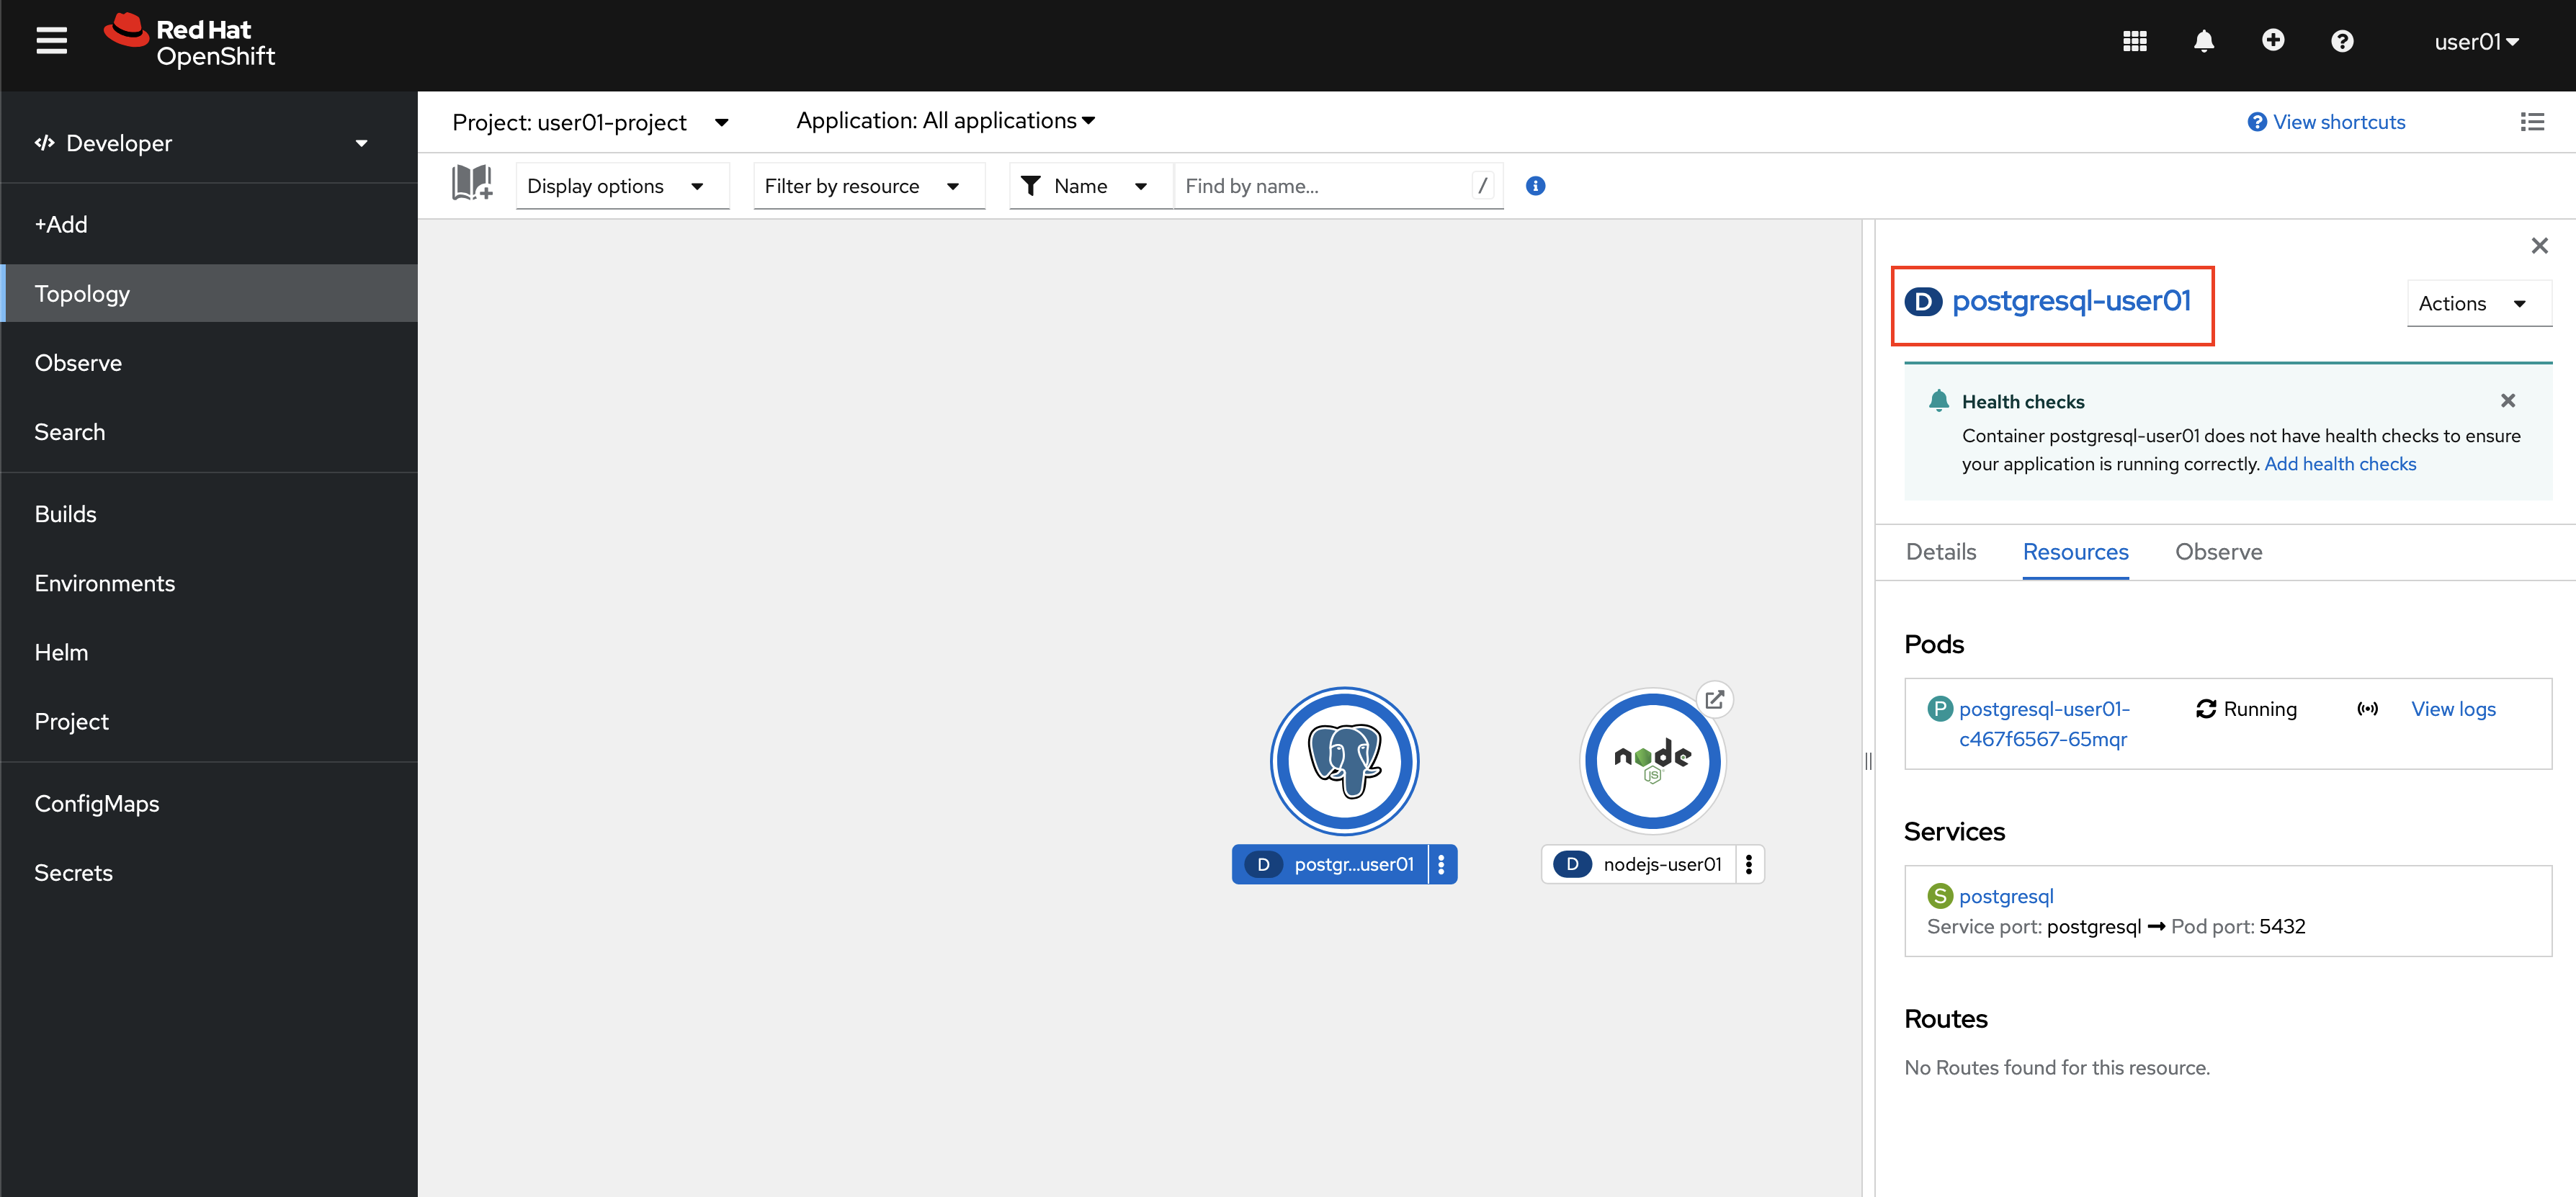 Red Hat
OpenShift
user01
Developer
+Add
Topology
Observe
Search
Builds
Environments
Helm
Project
ConfigMaps
Secrets
Project: user01-project
Application: All applications
View shortcuts
Display options
Filter by resource
Name
Find by name...
/
postgr...user01
D
node
JS
D
nodejs-user01
D postgresql-user01
Actions
Health checks
Container postgresql-user01 does not have health checks to ensure
your application is running correctly. Add health checks
Details
Resources
Observe
Pods
P postgresql-user01-
c467f6567-65mqr
Running
View logs
Services
S postgresql
Service port: postgresql → Pod port: 5432
Routes
No Routes found for this resource.